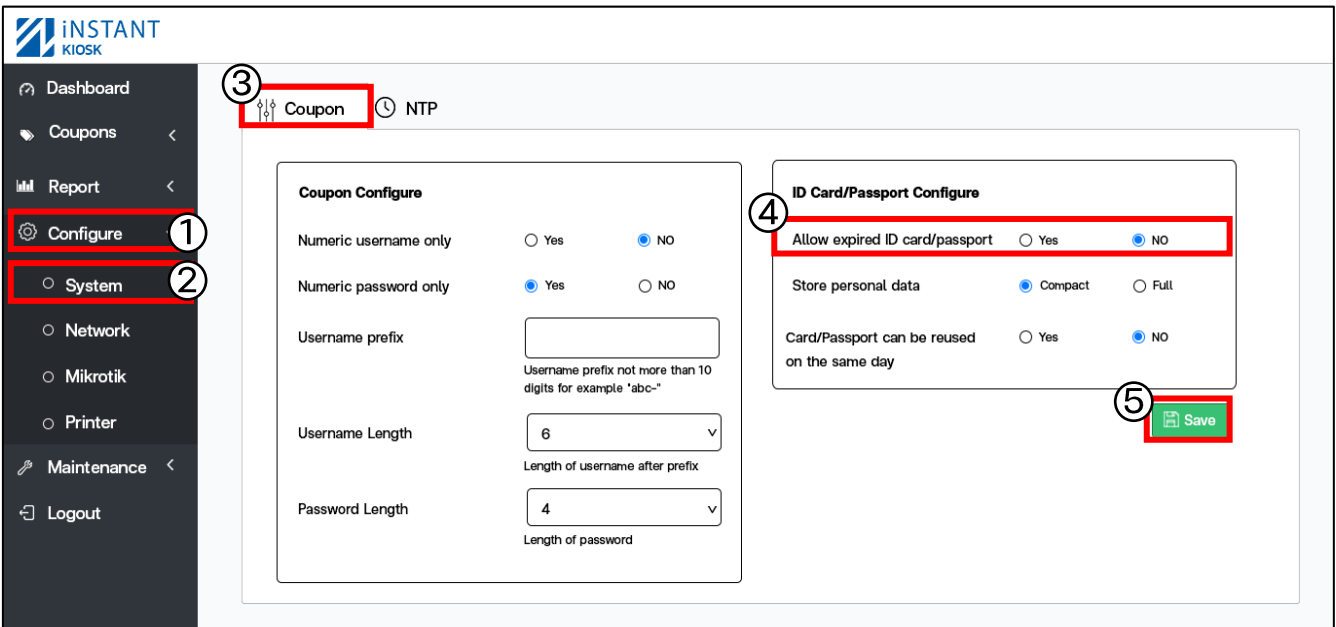 iNSTANT
KIOSK
Dashboard
Coupons
Report
Configure ①
System ②
Network
Mikrotik
Printer
Maintenance
Logout
③
Coupon NTP
Coupon Configure
Numeric username only Yes NO
Numeric password only Yes NO
Username prefix
Username prefix not more than 10
digits for example "abc-"
Username Length 6
Length of username after prefix
Password Length 4
Length of password
ID Card/Passport Configure
④
Allow expired ID card/passport Yes NO
Store personal data Compact Full
Card/Passport can be reused Yes NO
on the same day
⑤
Save